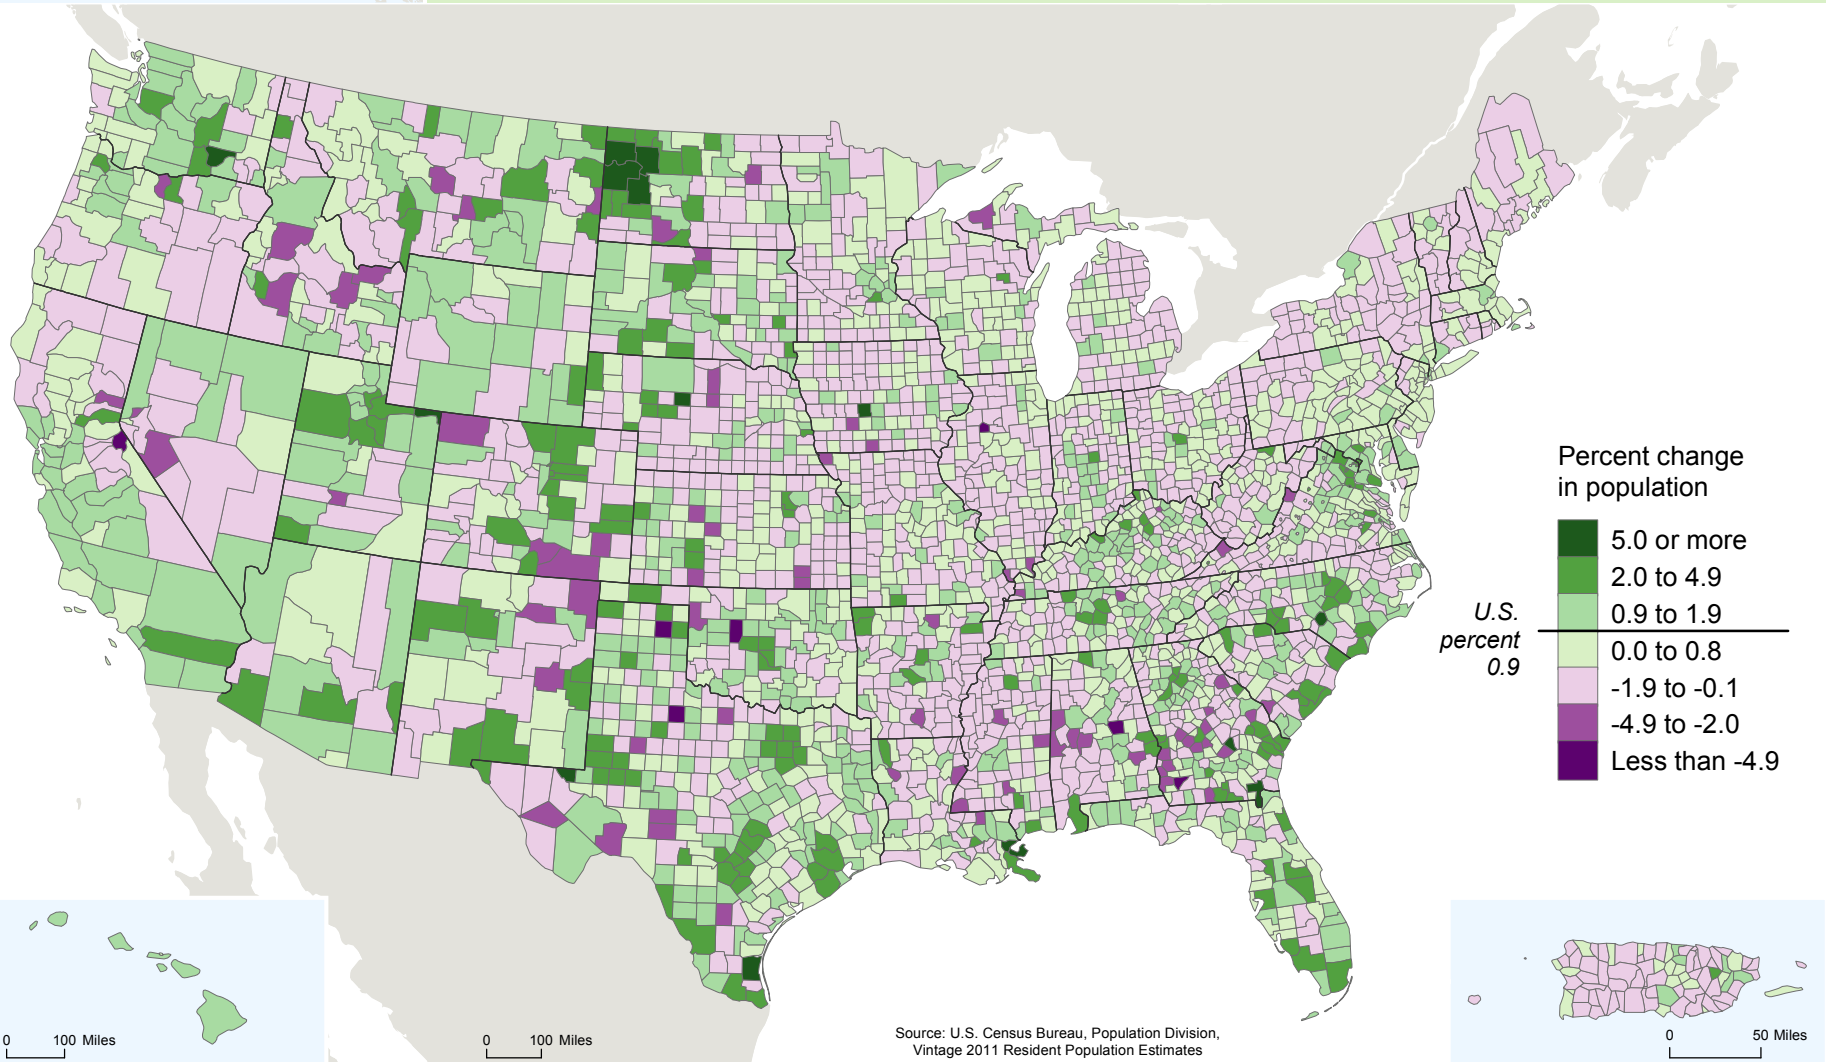 Percent change
in population
5.0 or more
2.0 to 4.9
0.9 to 1.9
0.0 to 0.8
-1.9 to -0.1
-4.9 to -2.0
Less than -4.9
U.S.
percent
0.9
0 100 Miles
0 100 Miles
Source: U.S. Census Bureau, Population Division,
Vintage 2011 Resident Population Estimates
0 50 Miles